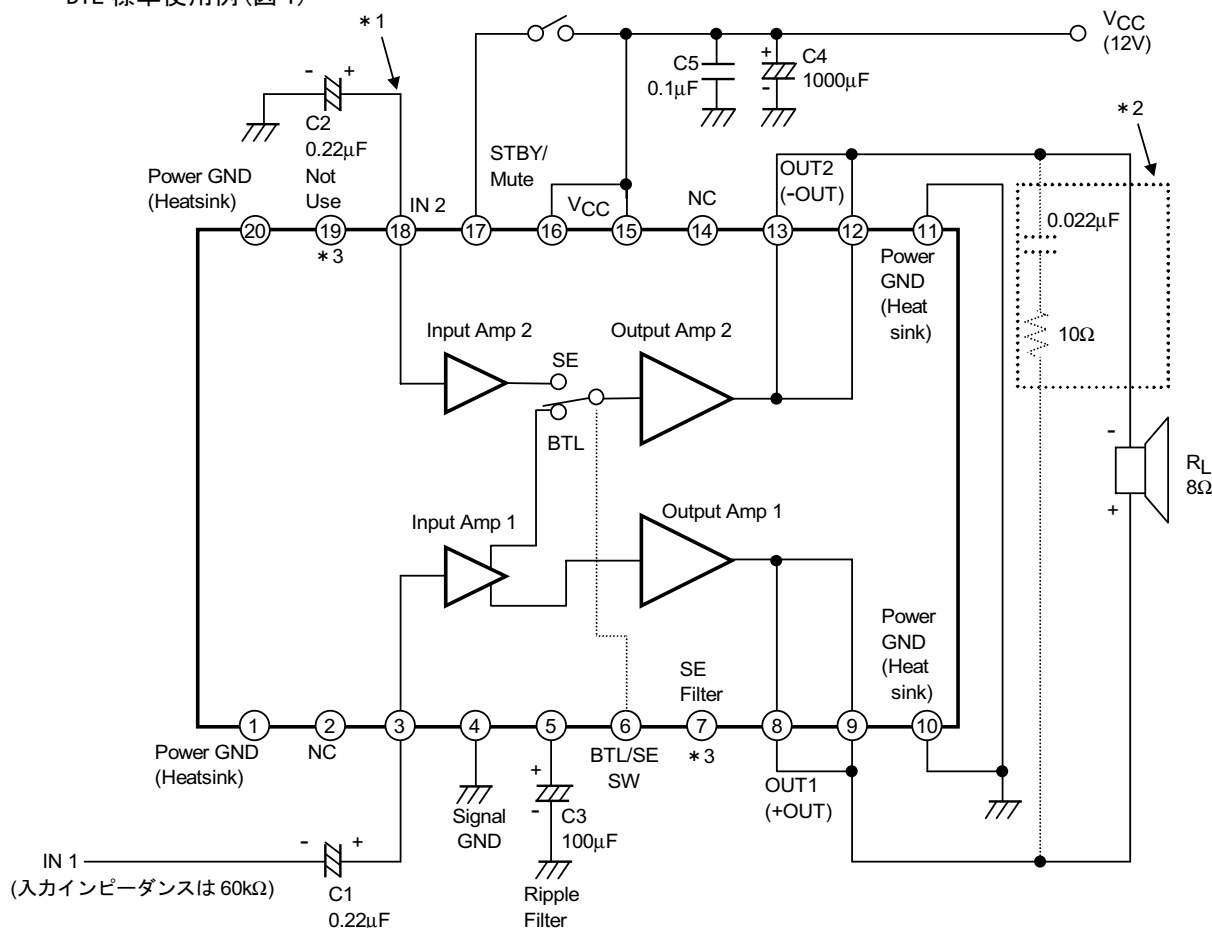 BTL 標準使用例 (図 1)
*1
VCC
(12V)
C5
0.1μF
+
C4
1000μF
-
- +
C2
0.22μF
*2
STBY/
Mute
OUT2
(-OUT)
Power GND
(Heatsink)
Not
Use
IN 2
VCC
NC
0.022μF
20
19
18
17
16
15
14
13
12
11
*3
Power
GND
(Heat
sink)
10Ω
Input Amp 2
Output Amp 2
SE
BTL
-
RL
8Ω
+
Input Amp 1
Output Amp 1
Power
GND
(Heat
sink)
SE
Filter
1
2
3
4
5
6
7
8
9
10
Power GND
(Heatsink)
NC
BTL/SE
SW
*3
OUT1
(+OUT)
+
-
C3
100μF
Signal
GND
Ripple
Filter
IN 1
(入力インピーダンスは 60kΩ)
- +
C1
0.22μF